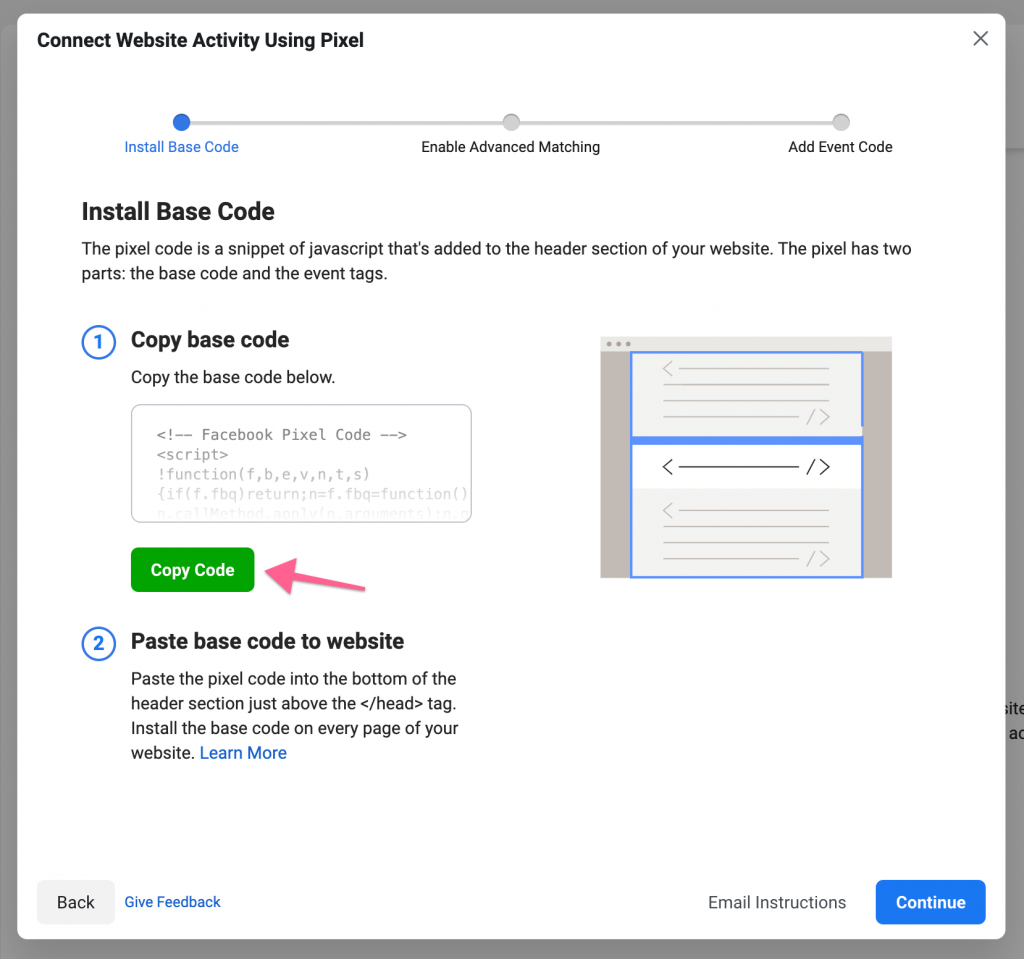 Connect Website Activity Using Pixel
Install Base Code
Enable Advanced Matching
Add Event Code
Install Base Code
The pixel code is a snippet of javascript that's added to the header section of your website. The pixel has two
parts: the base code and the event tags.
1
Copy base code
Copy the base code below.
<!-- Facebook Pixel Code -->
<script>
!function(f,b,e,v,n,t,s)
{if(f.fbq)return;n=f.fbq=function()
n.callMethod.apply(n,arguments):n.
Copy Code
2
Paste base code to website
Paste the pixel code into the bottom of the
header section just above the </head> tag.
Install the base code on every page of your
website. Learn More
Back
Give Feedback
Email Instructions
Continue